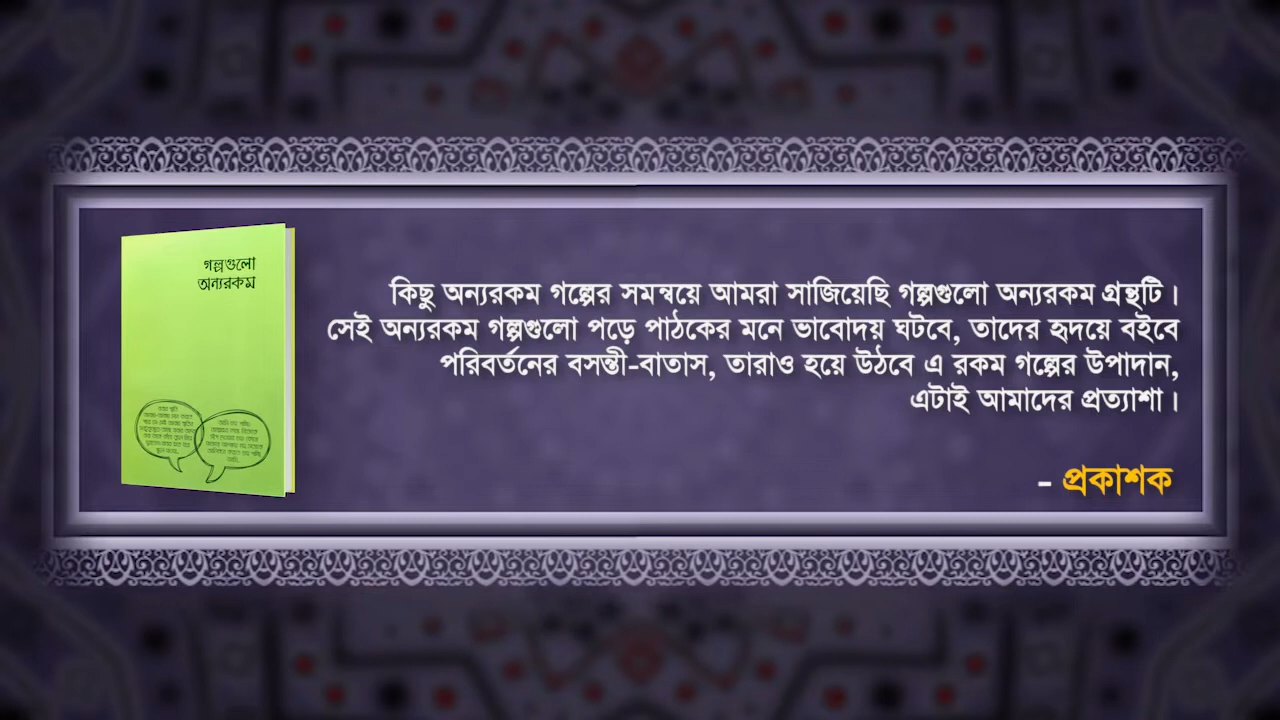 গল্পগুলো
অন্যরকম
কিছু অন্যরকম গল্পের সমন্বয়ে আমরা সাজিয়েছি গল্পগুলো অন্যরকম গ্রন্থটি।
সেই অন্যরকম গল্পগুলো পড়ে পাঠকের মনে ভাবোদয় ঘটবে, তাদের হৃদয়ে বইবে
পরিবর্তনের বসন্তী-বাতাস, তারাও হয়ে উঠবে এ রকম গল্পের উপাদান,
এটাই আমাদের প্রত্যাশা।
- প্রকাশক